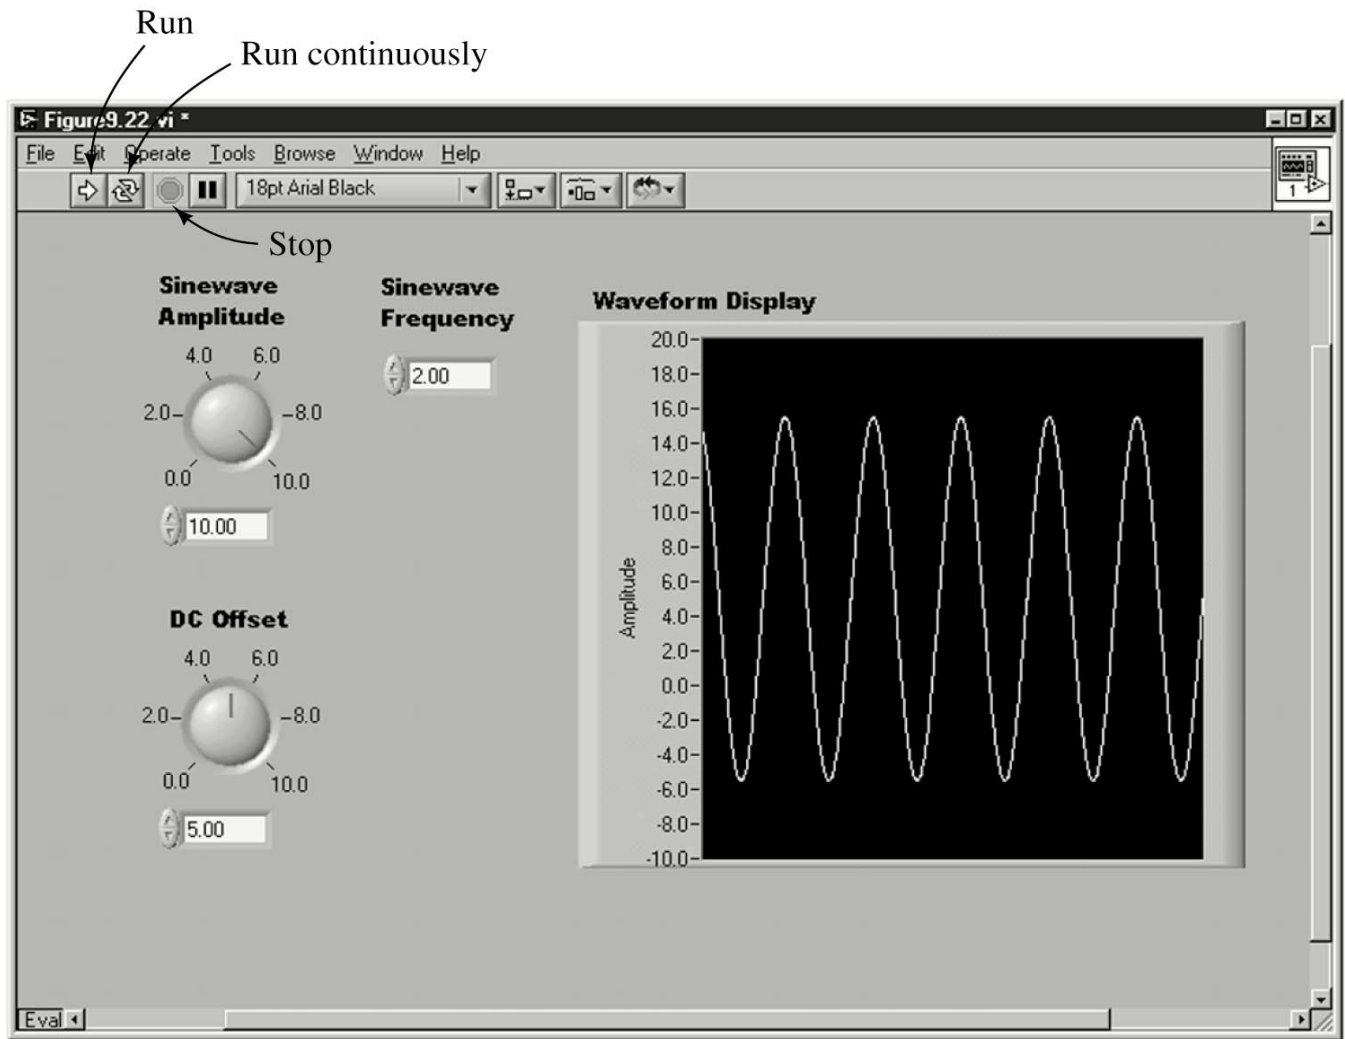 Run
Run continuously
Figure9.22.vi *
File Edit Operate Tools Browse Window Help
18pt Arial Black
1
Stop
Sinewave
Amplitude
4.0 6.0
2.0 8.0
0.0 10.0
10.00
Sinewave
Frequency
2.00
DC Offset
4.0 6.0
2.0 8.0
0.0 10.0
5.00
Waveform Display
Amplitude
20.0
18.0
16.0
14.0
12.0
10.0
8.0
6.0
4.0
2.0
0.0
-2.0
-4.0
-6.0
-8.0
-10.0
Eval